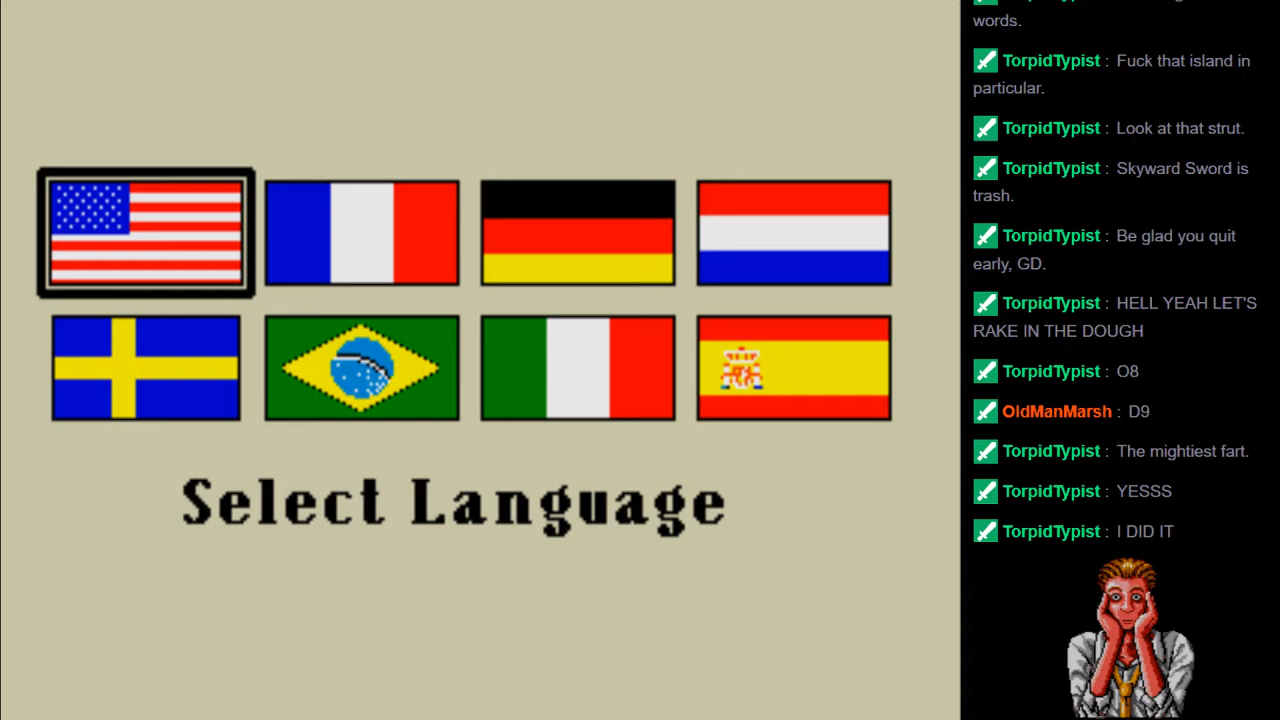 Select Language
words.
TorpidTypist : Fuck that island in
particular.
TorpidTypist : Look at that strut.
TorpidTypist : Skyward Sword is
trash.
TorpidTypist : Be glad you quit
early, GD.
TorpidTypist : HELL YEAH LET'S
RAKE IN THE DOUGH
TorpidTypist : O8
OldManMarsh : D9
TorpidTypist : The mightiest fart.
TorpidTypist : YESSS
TorpidTypist : I DID IT